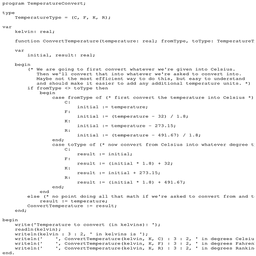 program TemperatureConvert;
type
TemperatureType = (C, F, K, R);
var
kelvin: real;
function ConvertTemperature(temperature: real; fromType, toType: TemperatureT
var
initial, result: real;
begin
(* We are going to first convert whatever we're given into Celsius.
Then we'll convert that into whatever we're asked to convert into.
Maybe not the most efficient way to do this, but easy to understand
and should make it easier to add any additional temperature units. *)
if fromType <> toType then
begin
case fromType of (* first convert the temperature into Celsius *)
C:
initial := temperature;
F:
initial := (temperature - 32) / 1.8;
K:
initial := temperature - 273.15;
R:
initial := (temperature - 491.67) / 1.8;
end;
case toType of (* now convert from Celsius into whatever degree t
C:
result := initial;
F:
result := (initial * 1.8) + 32;
K:
result := initial + 273.15;
R:
result := (initial * 1.8) + 491.67;
end;
end
else (* no point doing all that math if we're asked to convert from and t
result := temperature;
ConvertTemperature := result;
end;
begin
write('Temperature to convert (in kelvins): ');
readln(kelvin);
writeln(kelvin : 3 : 2, ' in kelvins is ');
writeln(' ', ConvertTemperature(kelvin, K, C) : 3 : 2, ' in degrees Celsiu
writeln(' ', ConvertTemperature(kelvin, K, F) : 3 : 2, ' in degrees Fahren
writeln(' ', ConvertTemperature(kelvin, K, R) : 3 : 2, ' in degrees Rankin
end.